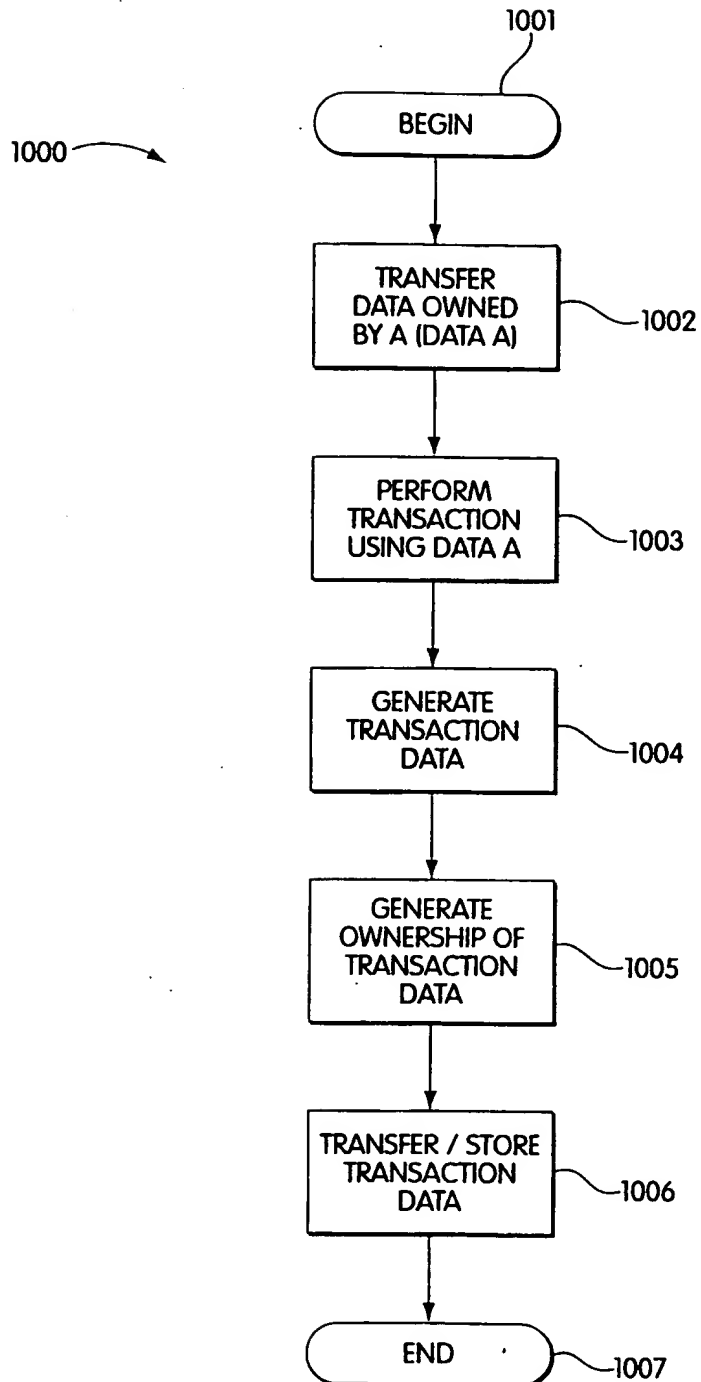 1001
BEGIN
1000
TRANSFER
DATA OWNED
BY A (DATA A)
1002
PERFORM
TRANSACTION
USING DATA A
1003
GENERATE
TRANSACTION
DATA
1004
GENERATE
OWNERSHIP OF
TRANSACTION
DATA
1005
TRANSFER / STORE
TRANSACTION
DATA
1006
END
1007